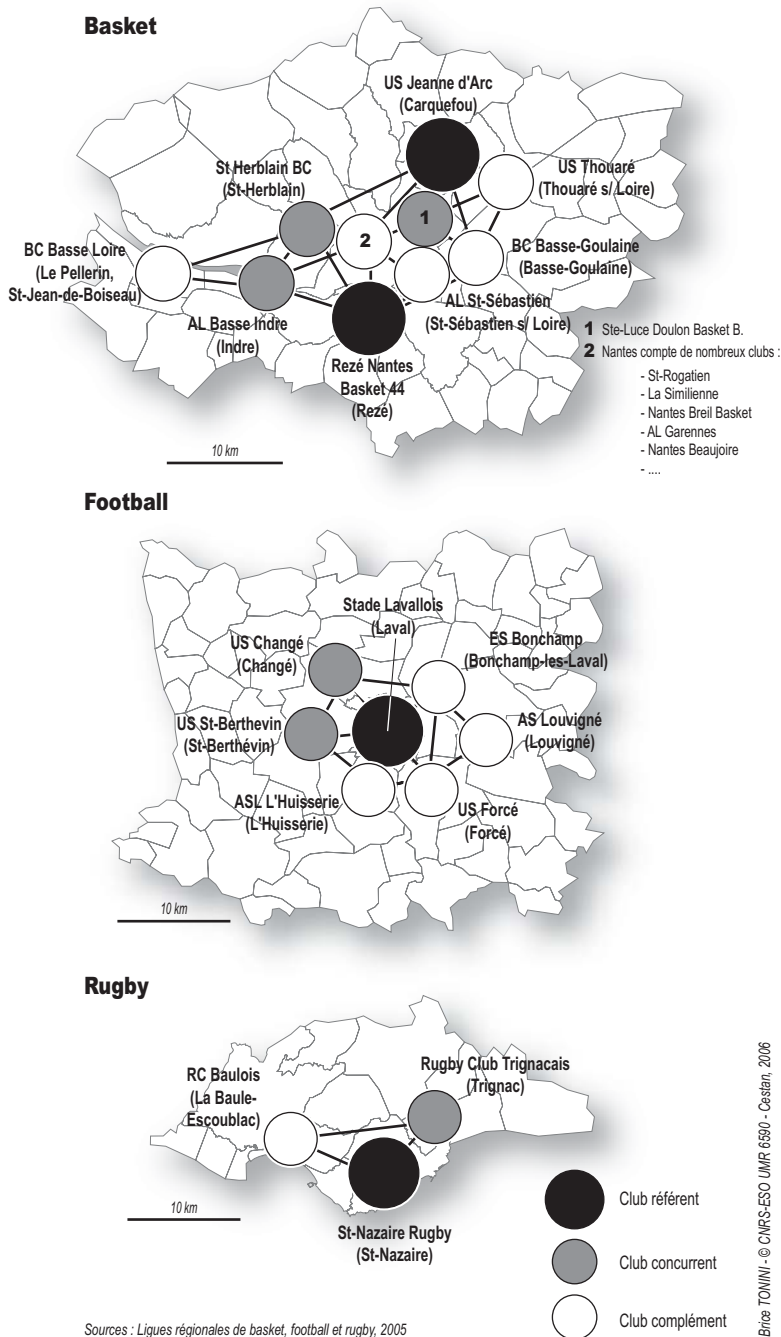 Basket
US Jeanne d'Arc
(Carquefou)
St Herblain BC
(St-Herblain)
US Thouaré
(Thouaré s/ Loire)
1
2
BC Basse Loire
(Le Pellerin,
St-Jean-de-Boiseau)
BC Basse-Goulaine
(Basse-Goulaine)
AL Basse Indre
(Indre)
AL St-Sébastien
(St-Sébastien s/ Loire)
Rezé Nantes
Basket 44
(Rezé)
1 Ste-Luce Doulon Basket B.
2 Nantes compte de nombreux clubs :
- St-Rogatien
- La Similienne
- Nantes Breil Basket
- AL Garennes
- Nantes Beaujoire
- ....
10 km
Football
Stade Lavallois
(Laval)
US Changé
(Changé)
ES Bonchamp
(Bonchamp-les-Laval)
US St-Berthevin
(St-Berthévin)
AS Louvigné
(Louvigné)
ASL L'Huisserie
(L'Huisserie)
US Forcé
(Forcé)
10 km
Rugby
RC Baulois
(La Baule-
Escoublac)
Rugby Club Trignacais
(Trignac)
10 km
St-Nazaire Rugby
(St-Nazaire)
Club référent
Club concurrent
Club complément
Sources : Ligues régionales de basket, football et rugby, 2005
Brice TONINI - © CNRS-ESO UMR 6590 - Cestan, 2006